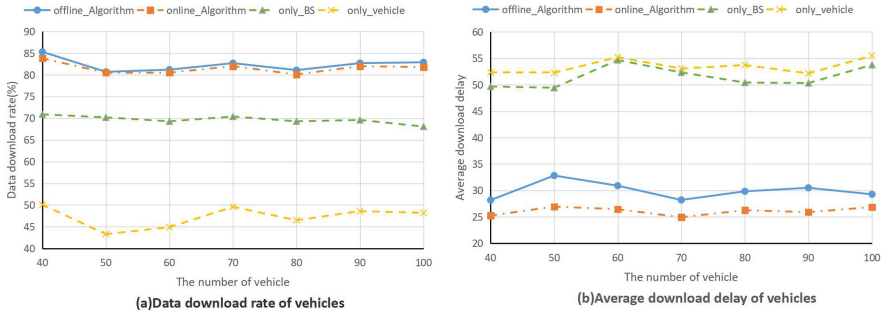 offline_Algorithm online_Algorithm only_BS only_vehicle
90
85
80
75
70
65
60
55
50
45
40
Data download rate(%)
40 50 60 70 80 90 100
The number of vehicle
(a)Data download rate of vehicles
offline_Algorithm online_Algorithm only_BS only_vehicle
60
55
50
45
40
35
30
25
20
Average download delay
40 50 60 70 80 90 100
The number of vehicle
(b)Average download delay of vehicles